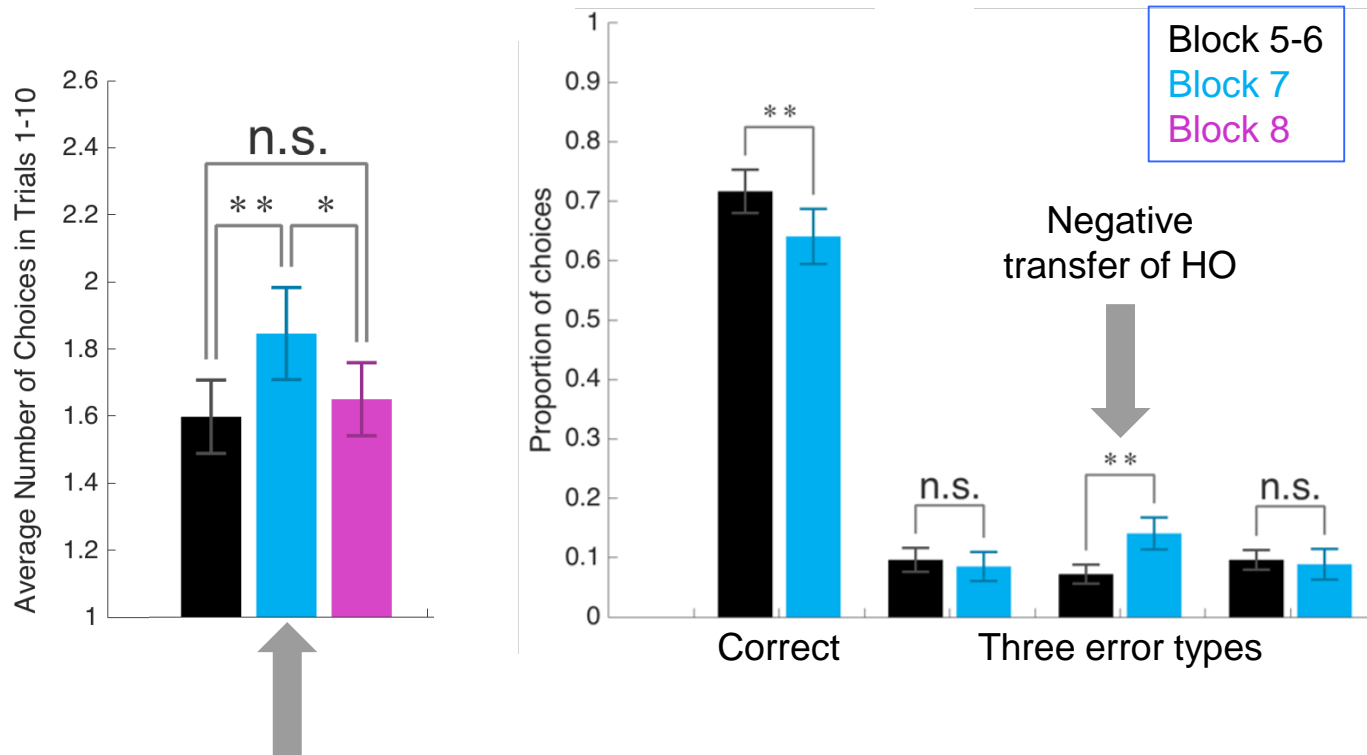 Average Number of Choices in Trials 1-10
2.6
2.4
2.2
2
1.8
1.6
1.4
1.2
1
n.s.
**
*
Proportion of choices
1
0.9
0.8
0.7
0.6
0.5
0.4
0.3
0.2
0.1
0
**
n.s.
**
n.s.
Correct
Three error types
Negative
transfer of HO
Block 5-6
Block 7
Block 8